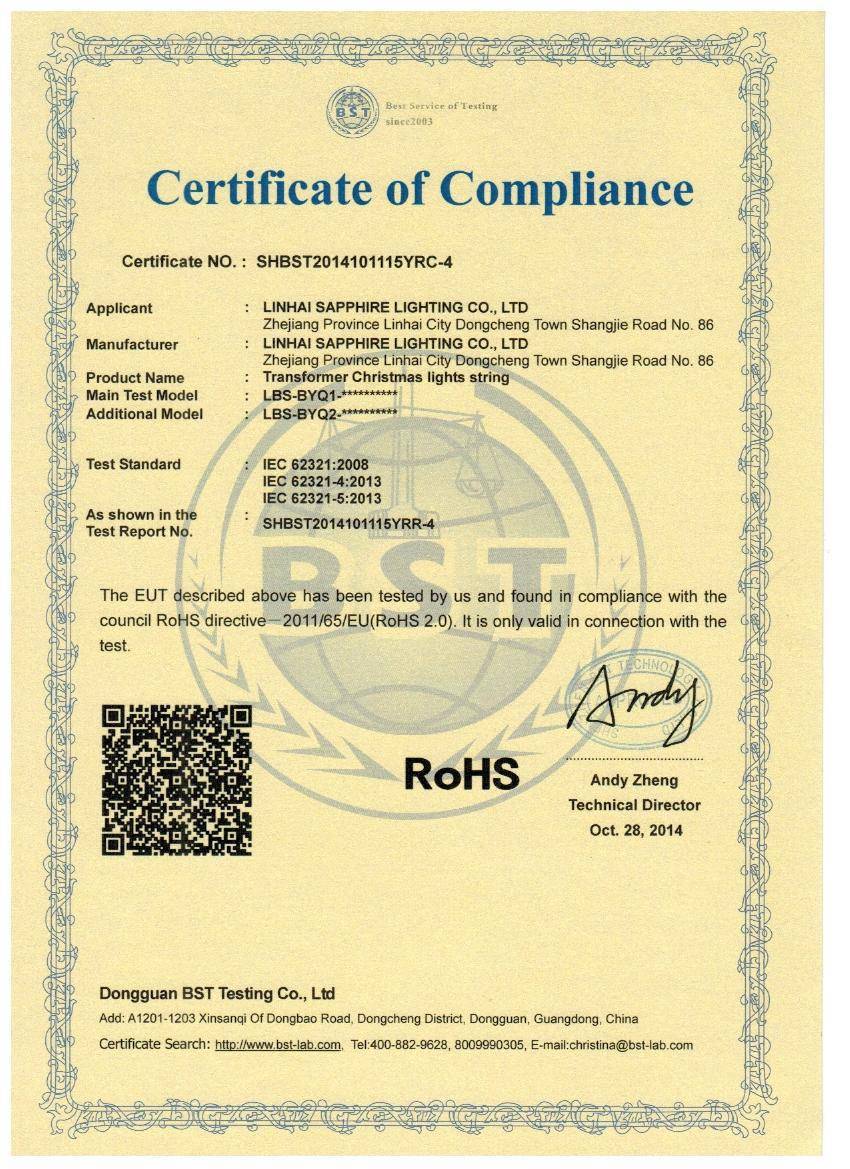 BST
Best Service of Testing
since2003
Certificate of Compliance
Certificate NO. : SHBST2014101115YRC-4
Applicant : LINHAI SAPPHIRE LIGHTING CO., LTD
Zhejiang Province Linhai City Dongcheng Town Shangjie Road No. 86
Manufacturer : LINHAI SAPPHIRE LIGHTING CO., LTD
Zhejiang Province Linhai City Dongcheng Town Shangjie Road No. 86
Product Name : Transformer Christmas lights string
Main Test Model : LBS-BYQ1-**********
Additional Model : LBS-BYQ2-**********
Test Standard : IEC 62321:2008
IEC 62321-4:2013
IEC 62321-5:2013
As shown in the :
Test Report No. SHBST2014101115YRR-4
BST
The EUT described above has been tested by us and found in compliance with the
council RoHS directive—2011/65/EU(RoHS 2.0). It is only valid in connection with the
test.
TECHNOLOGY
Andy
RoHS
Andy Zheng
Technical Director
Oct. 28, 2014
Dongguan BST Testing Co., Ltd
Add: A1201-1203 Xinsanqi Of Dongbao Road, Dongcheng District, Dongguan, Guangdong, China
Certificate Search: http://www.bst-lab.com, Tel:400-882-9628, 8009990305, E-mail:christina@bst-lab.com